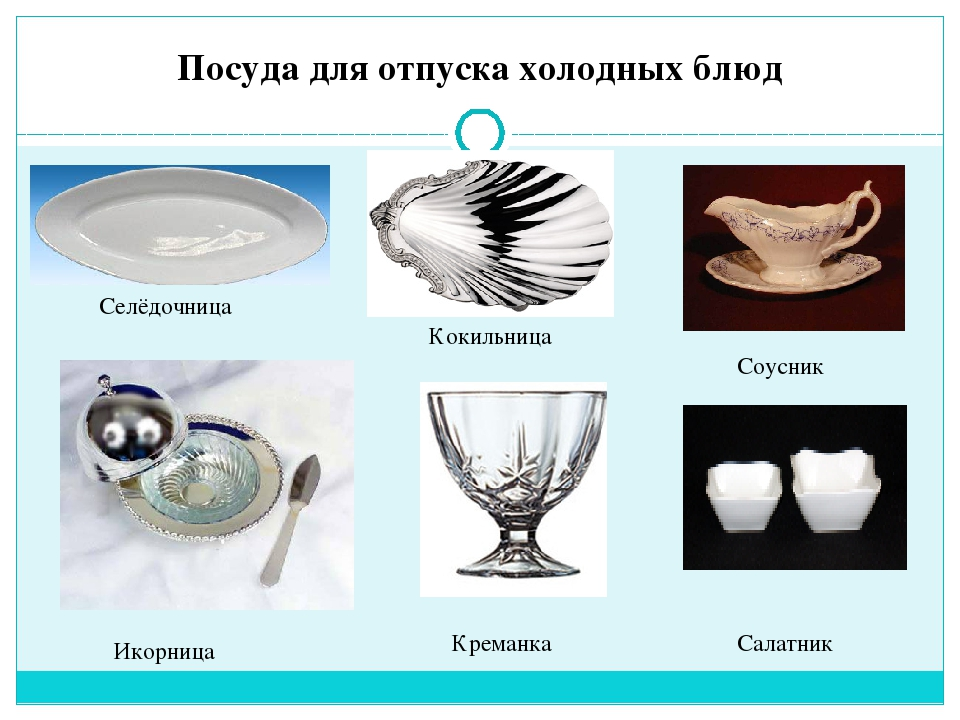 Посуда для отпуска холодных блюд
Селёдочница
Кокильница
Соусник
Икорница
Креманка
Салатник